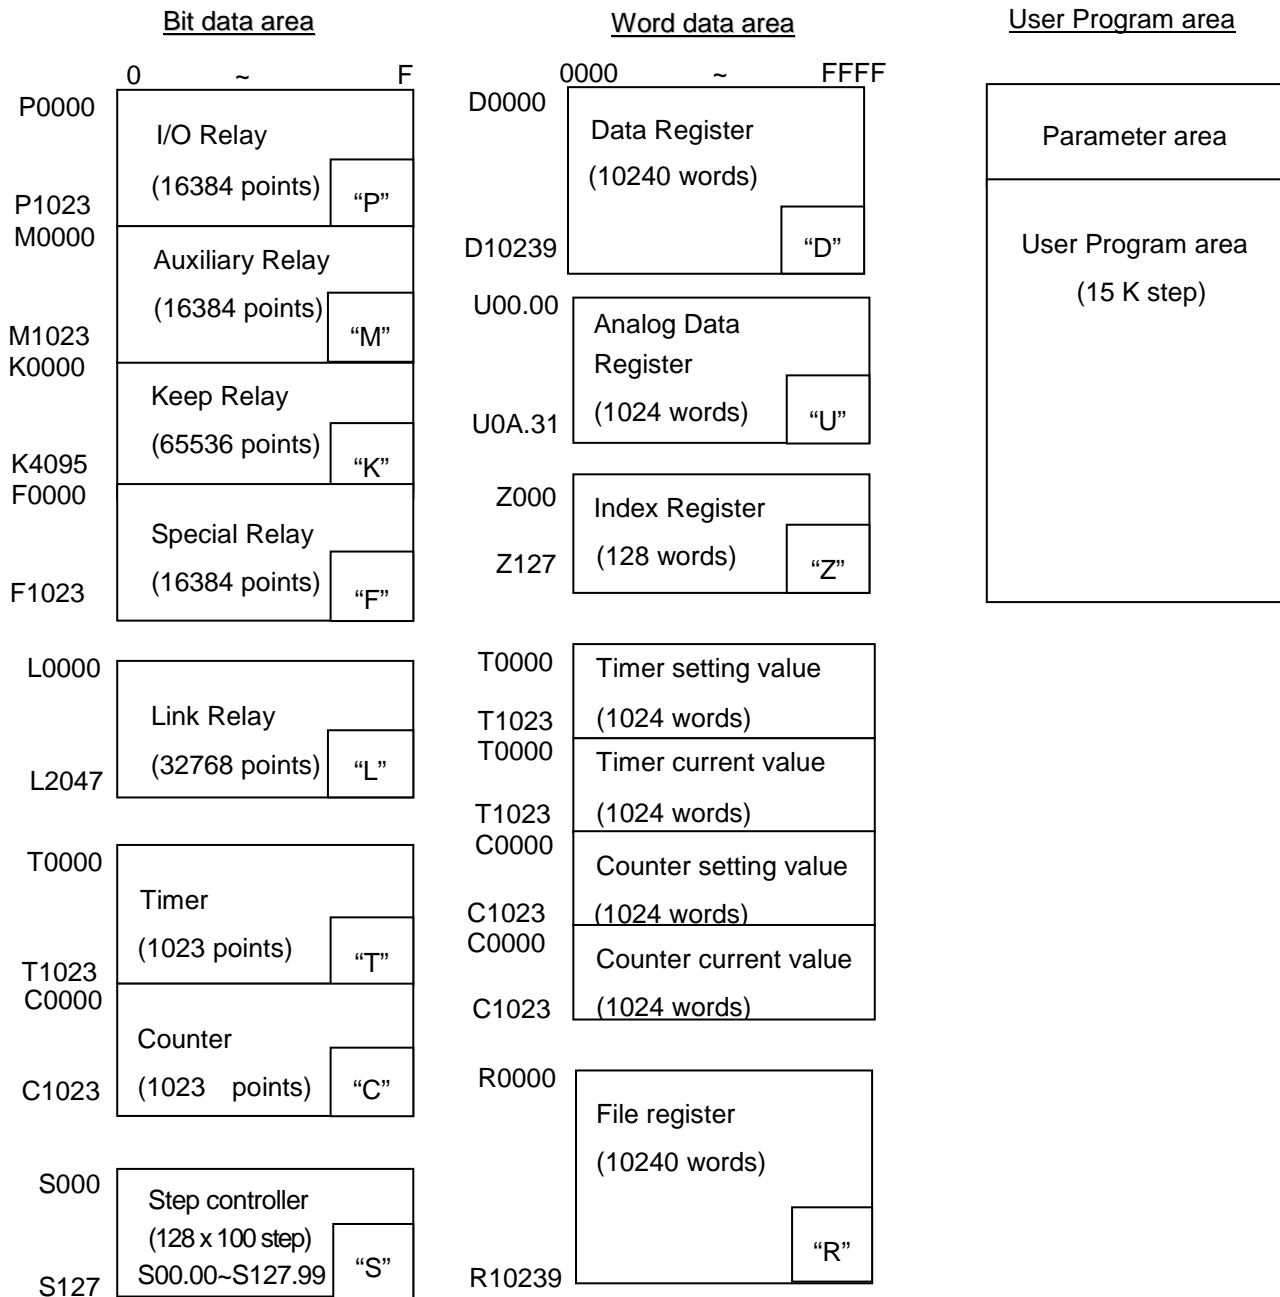 Bit data area
0 ~ F
P0000
I/O Relay
(16384 points)
"P"
P1023
M0000
Auxiliary Relay
(16384 points)
"M"
M1023
K0000
Keep Relay
(65536 points)
"K"
K4095
F0000
Special Relay
(16384 points)
"F"
F1023
L0000
Link Relay
(32768 points)
"L"
L2047
T0000
Timer
(1023 points)
"T"
T1023
C0000
Counter
(1023 points)
"C"
C1023
S000
Step controller
(128 x 100 step)
S00.00~S127.99
"S"
S127
Word data area
0000 ~ FFFF
D0000
Data Register
(10240 words)
"D"
D10239
U00.00
Analog Data
Register
(1024 words)
"U"
U0A.31
Z000
Index Register
(128 words)
"Z"
Z127
T0000
Timer setting value
(1024 words)
T1023
T0000
Timer current value
(1024 words)
T1023
C0000
Counter setting value
(1024 words)
C1023
C0000
Counter current value
(1024 words)
C1023
R0000
File register
(10240 words)
"R"
R10239
User Program area
Parameter area
User Program area
(15 K step)